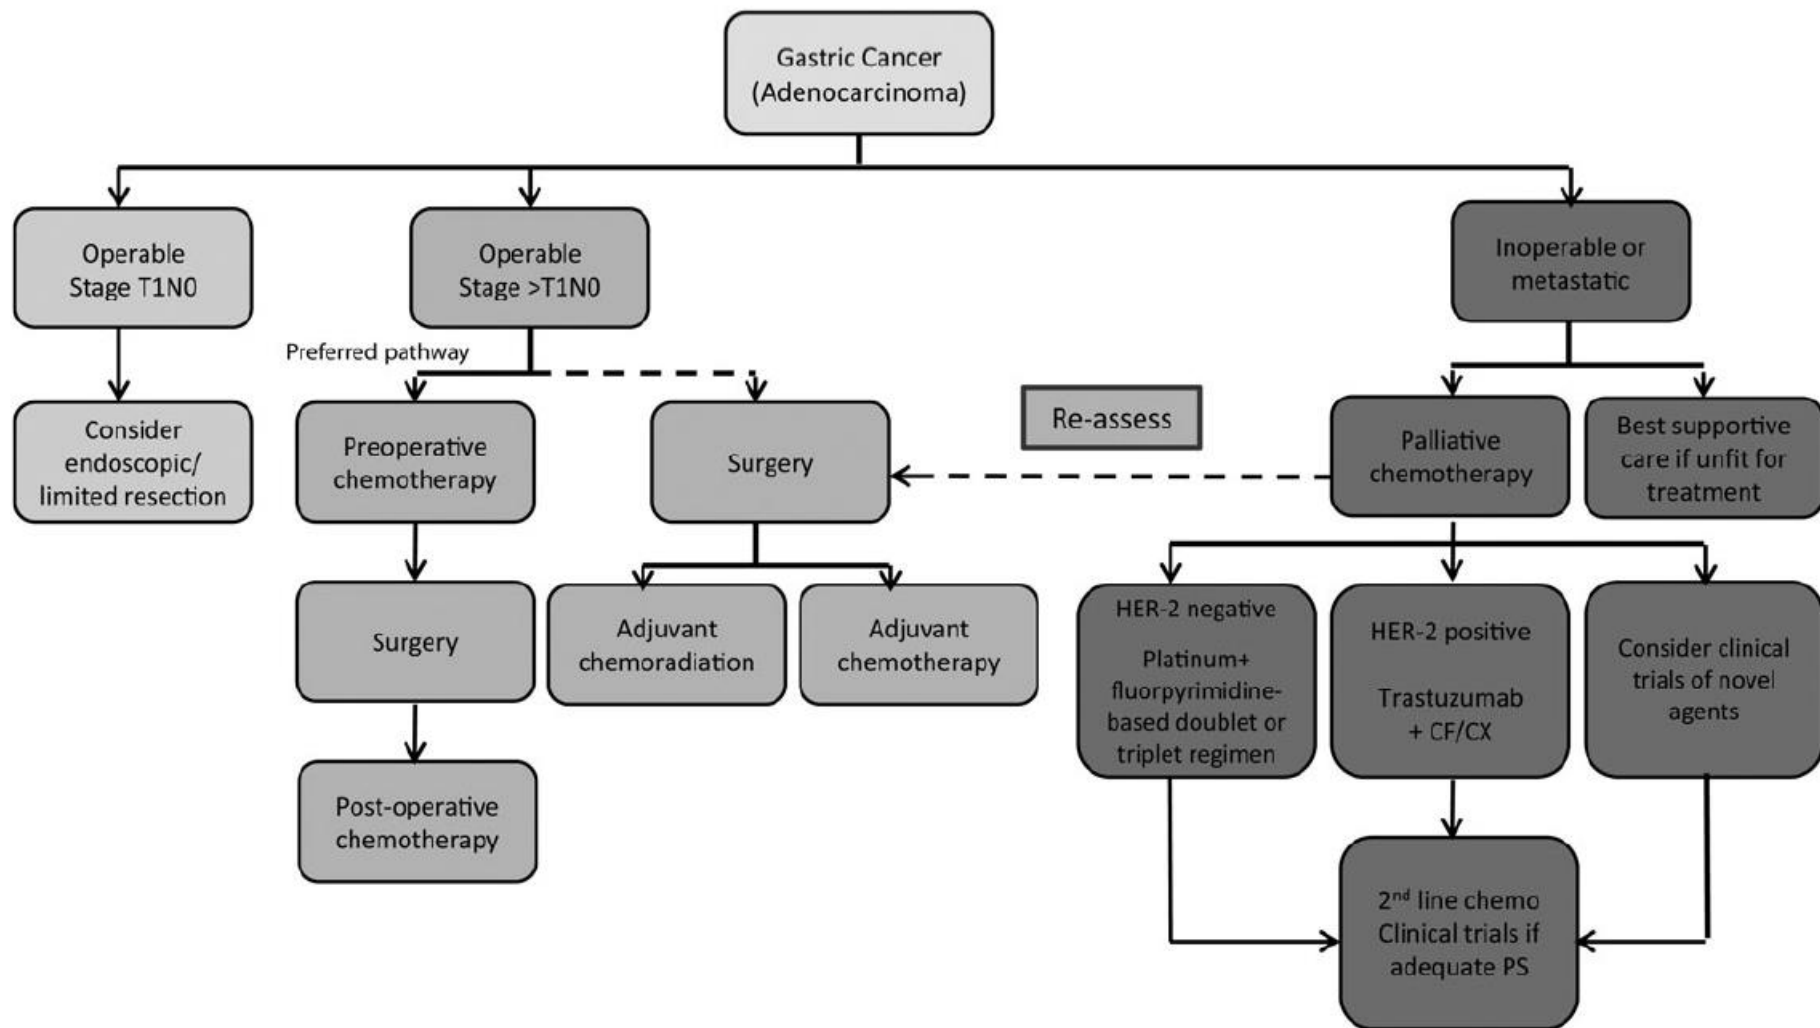 Gastric Cancer
(Adenocarcinoma)
Operable
Stage T1N0
Operable
Stage >T1N0
Inoperable or
metastatic
Preferred pathway
Consider
endoscopic/
limited resection
Preoperative
chemotherapy
Surgery
Re-assess
Palliative
chemotherapy
Best supportive
care if unfit for
treatment
Surgery
Adjuvant
chemoradiation
Adjuvant
chemotherapy
HER-2 negative
Platinum+
fluorpyrimidine-
based doublet or
triplet regimen
HER-2 positive
Trastuzumab
+ CF/CX
Consider clinical
trials of novel
agents
Post-operative
chemotherapy
2nd line chemo
Clinical trials if
adequate PS